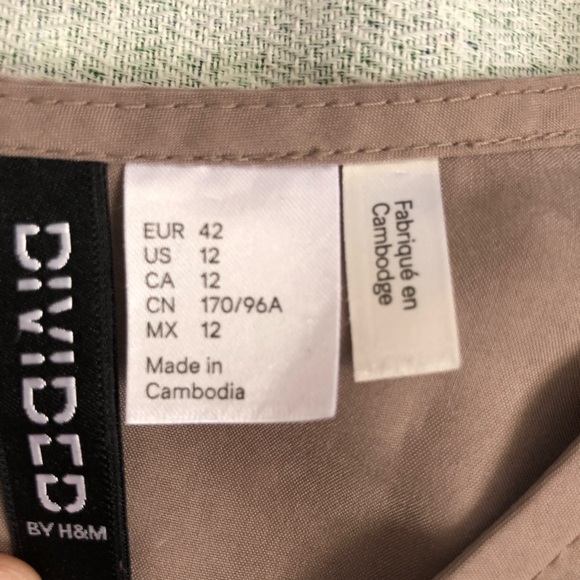 DIVIDED
BY H&M
EUR 42
US 12
CA 12
CN 170/96A
MX 12
Made in
Cambodia
Fabriqué en
Cambodge